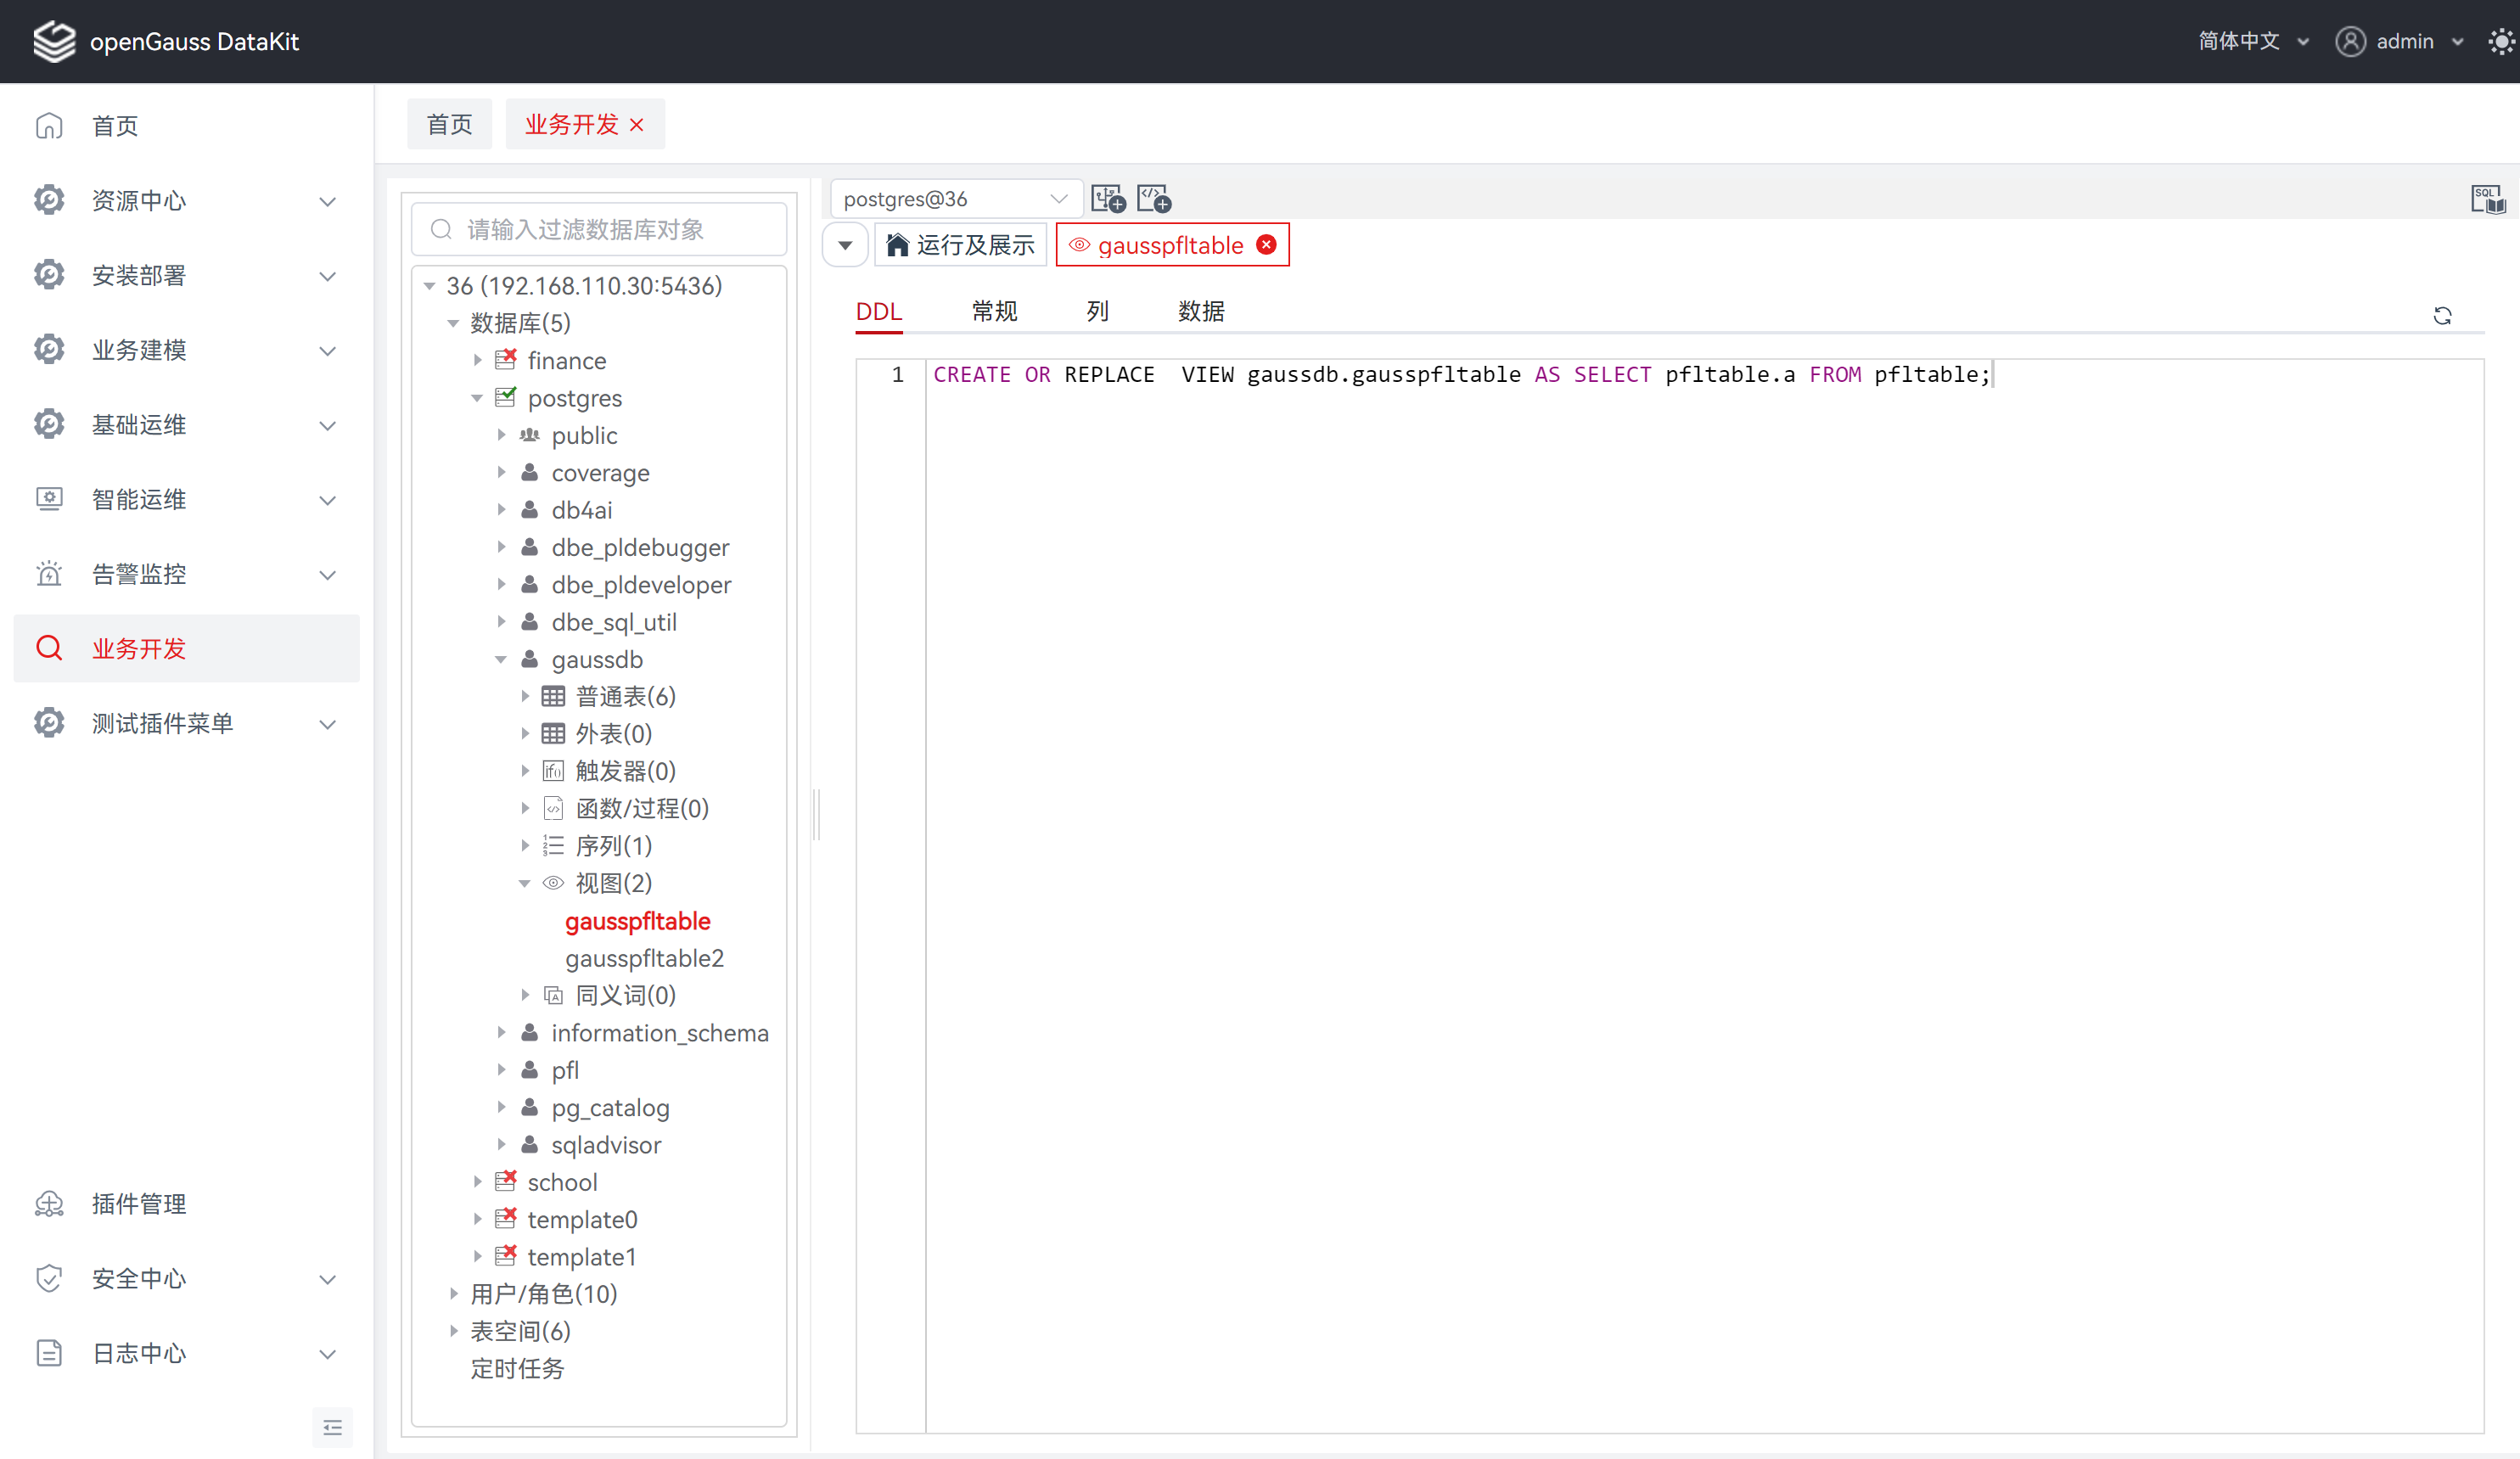 openGauss DataKit
简体中文
admin
首页
资源中心
安装部署
业务建模
基础运维
智能运维
告警监控
业务开发
测试插件菜单
插件管理
安全中心
日志中心
首页
业务开发
请输入过滤数据库对象
36 (192.168.110.30:5436)
数据库(5)
finance
postgres
public
coverage
db4ai
dbe_pldebugger
dbe_pldeveloper
dbe_sql_util
gaussdb
普通表(6)
外表(0)
触发器(0)
函数/过程(0)
序列(1)
视图(2)
gausspfltable
gausspfltable2
同义词(0)
information_schema
pfl
pg_catalog
sqladvisor
school
template0
template1
用户/角色(10)
表空间(6)
定时任务
postgres@36
SQL
运行及展示
gausspfltable
DDL 常规 列 数据
1 CREATE OR REPLACE  VIEW gaussdb.gausspfltable AS SELECT pfltable.a FROM pfltable;